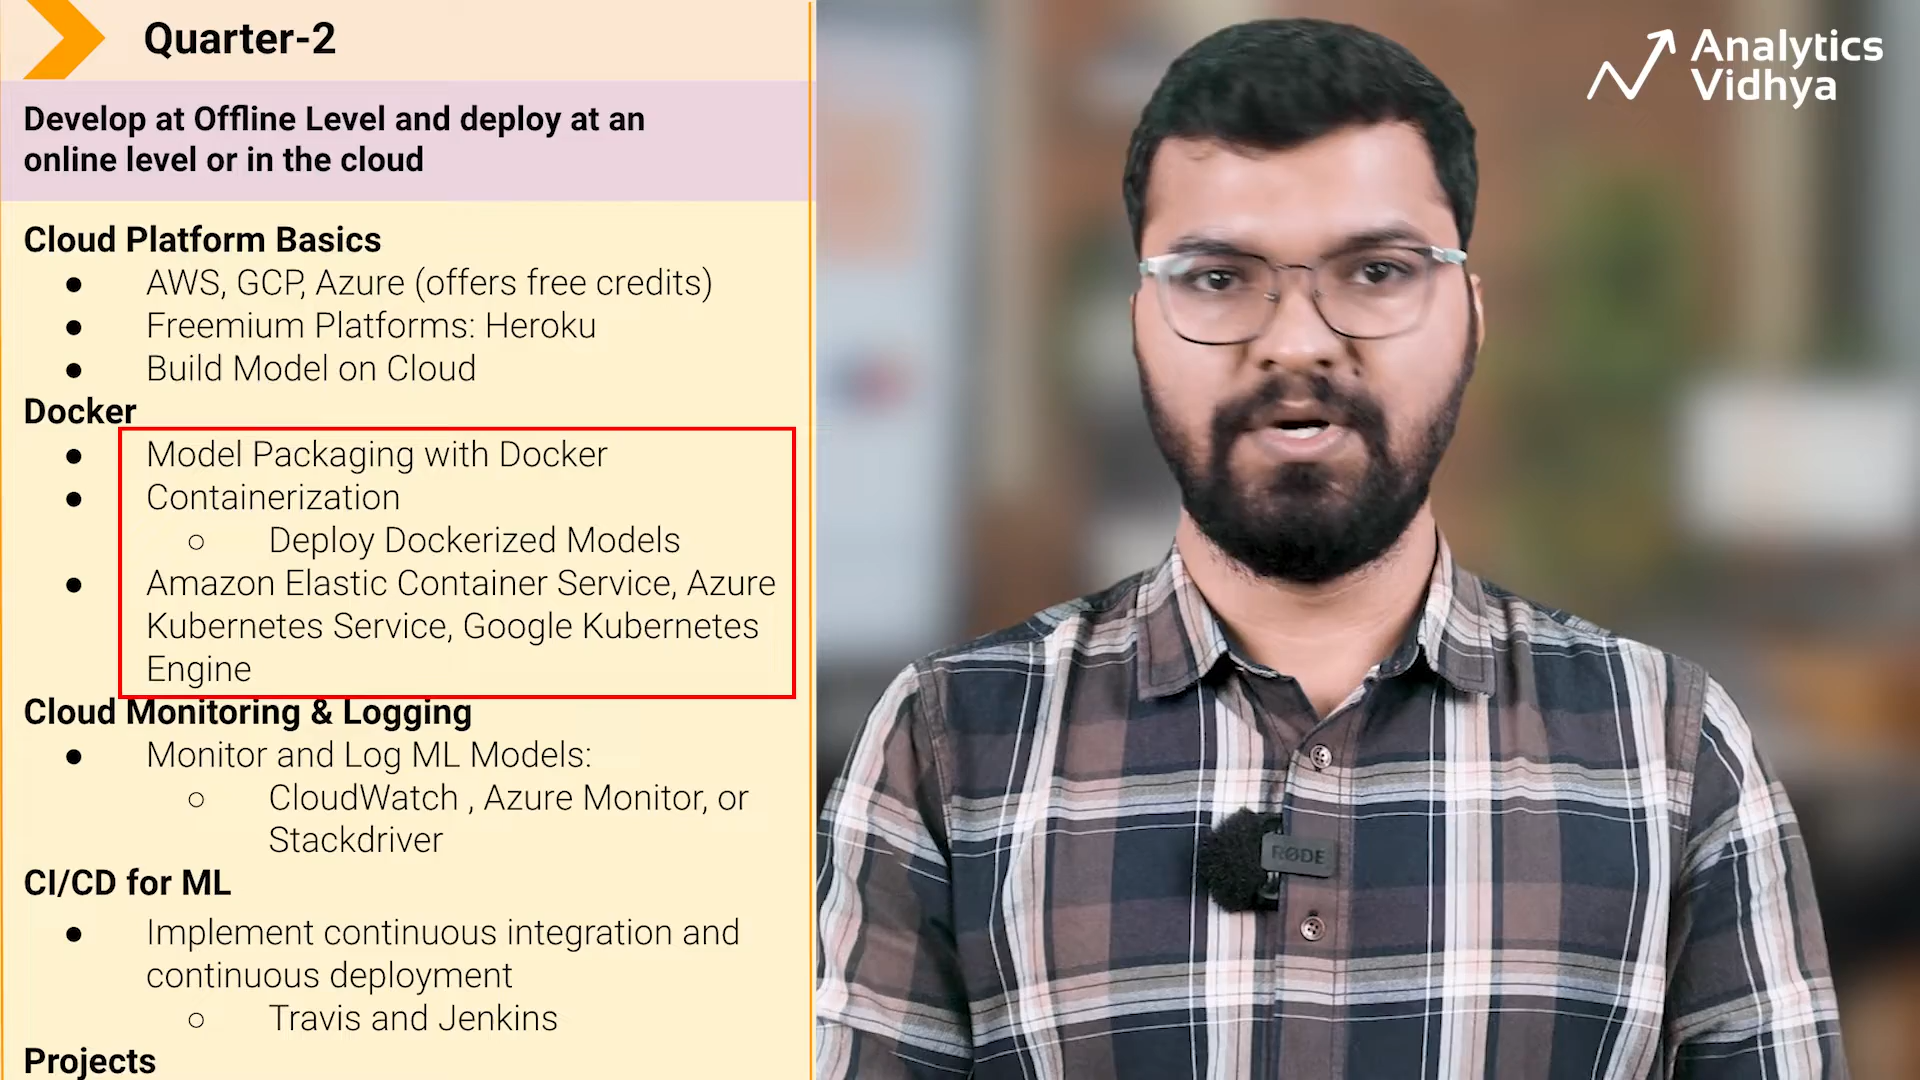 Quarter-2
Develop at Offline Level and deploy at an
online level or in the cloud
Cloud Platform Basics
● AWS, GCP, Azure (offers free credits)
● Freemium Platforms: Heroku
● Build Model on Cloud
Docker
● Model Packaging with Docker
● Containerization
○ Deploy Dockerized Models
● Amazon Elastic Container Service, Azure
Kubernetes Service, Google Kubernetes
Engine
Cloud Monitoring & Logging
● Monitor and Log ML Models:
○ CloudWatch , Azure Monitor, or
Stackdriver
CI/CD for ML
● Implement continuous integration and
continuous deployment
○ Travis and Jenkins
Projects
Analytics
Vidhya
RØDE